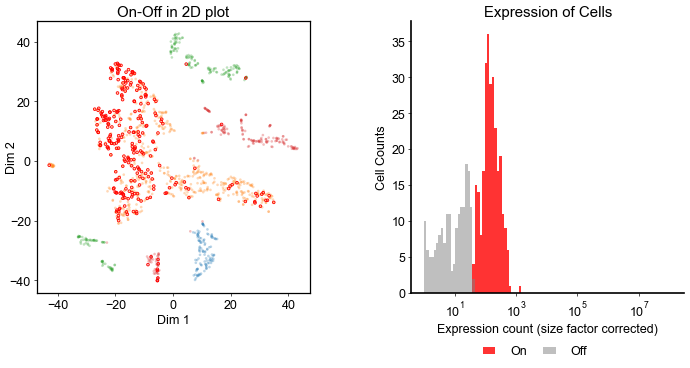 On-Off in 2D plot
Expression of Cells
Dim 2
40
20
0
−20
−40
−40 −20 0 20 40
Dim 1
Cell Counts
35
30
25
20
15
10
5
0
10^1 10^3 10^5 10^7
Expression count (size factor corrected)
On Off